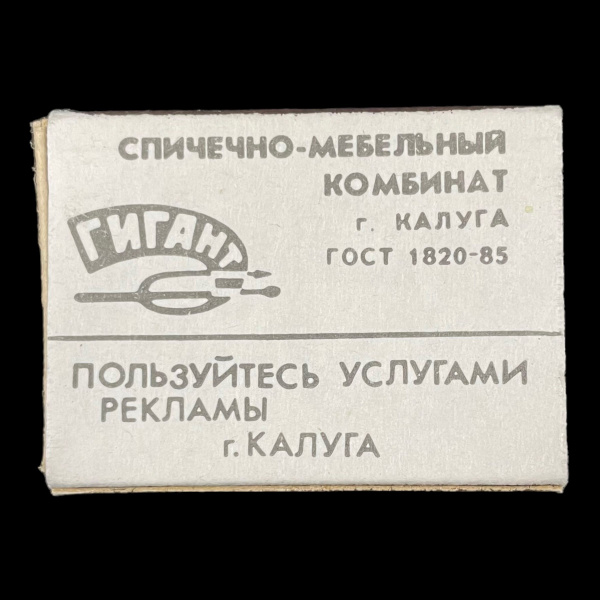 СПИЧЕЧНО-МЕБЕЛЬНЫЙ
КОМБИНАТ
г. КАЛУГА
ГОСТ 1820-85
ГИГАНТ
ПОЛЬЗУЙТЕСЬ УСЛУГАМИ
РЕКЛАМЫ
г. КАЛУГА